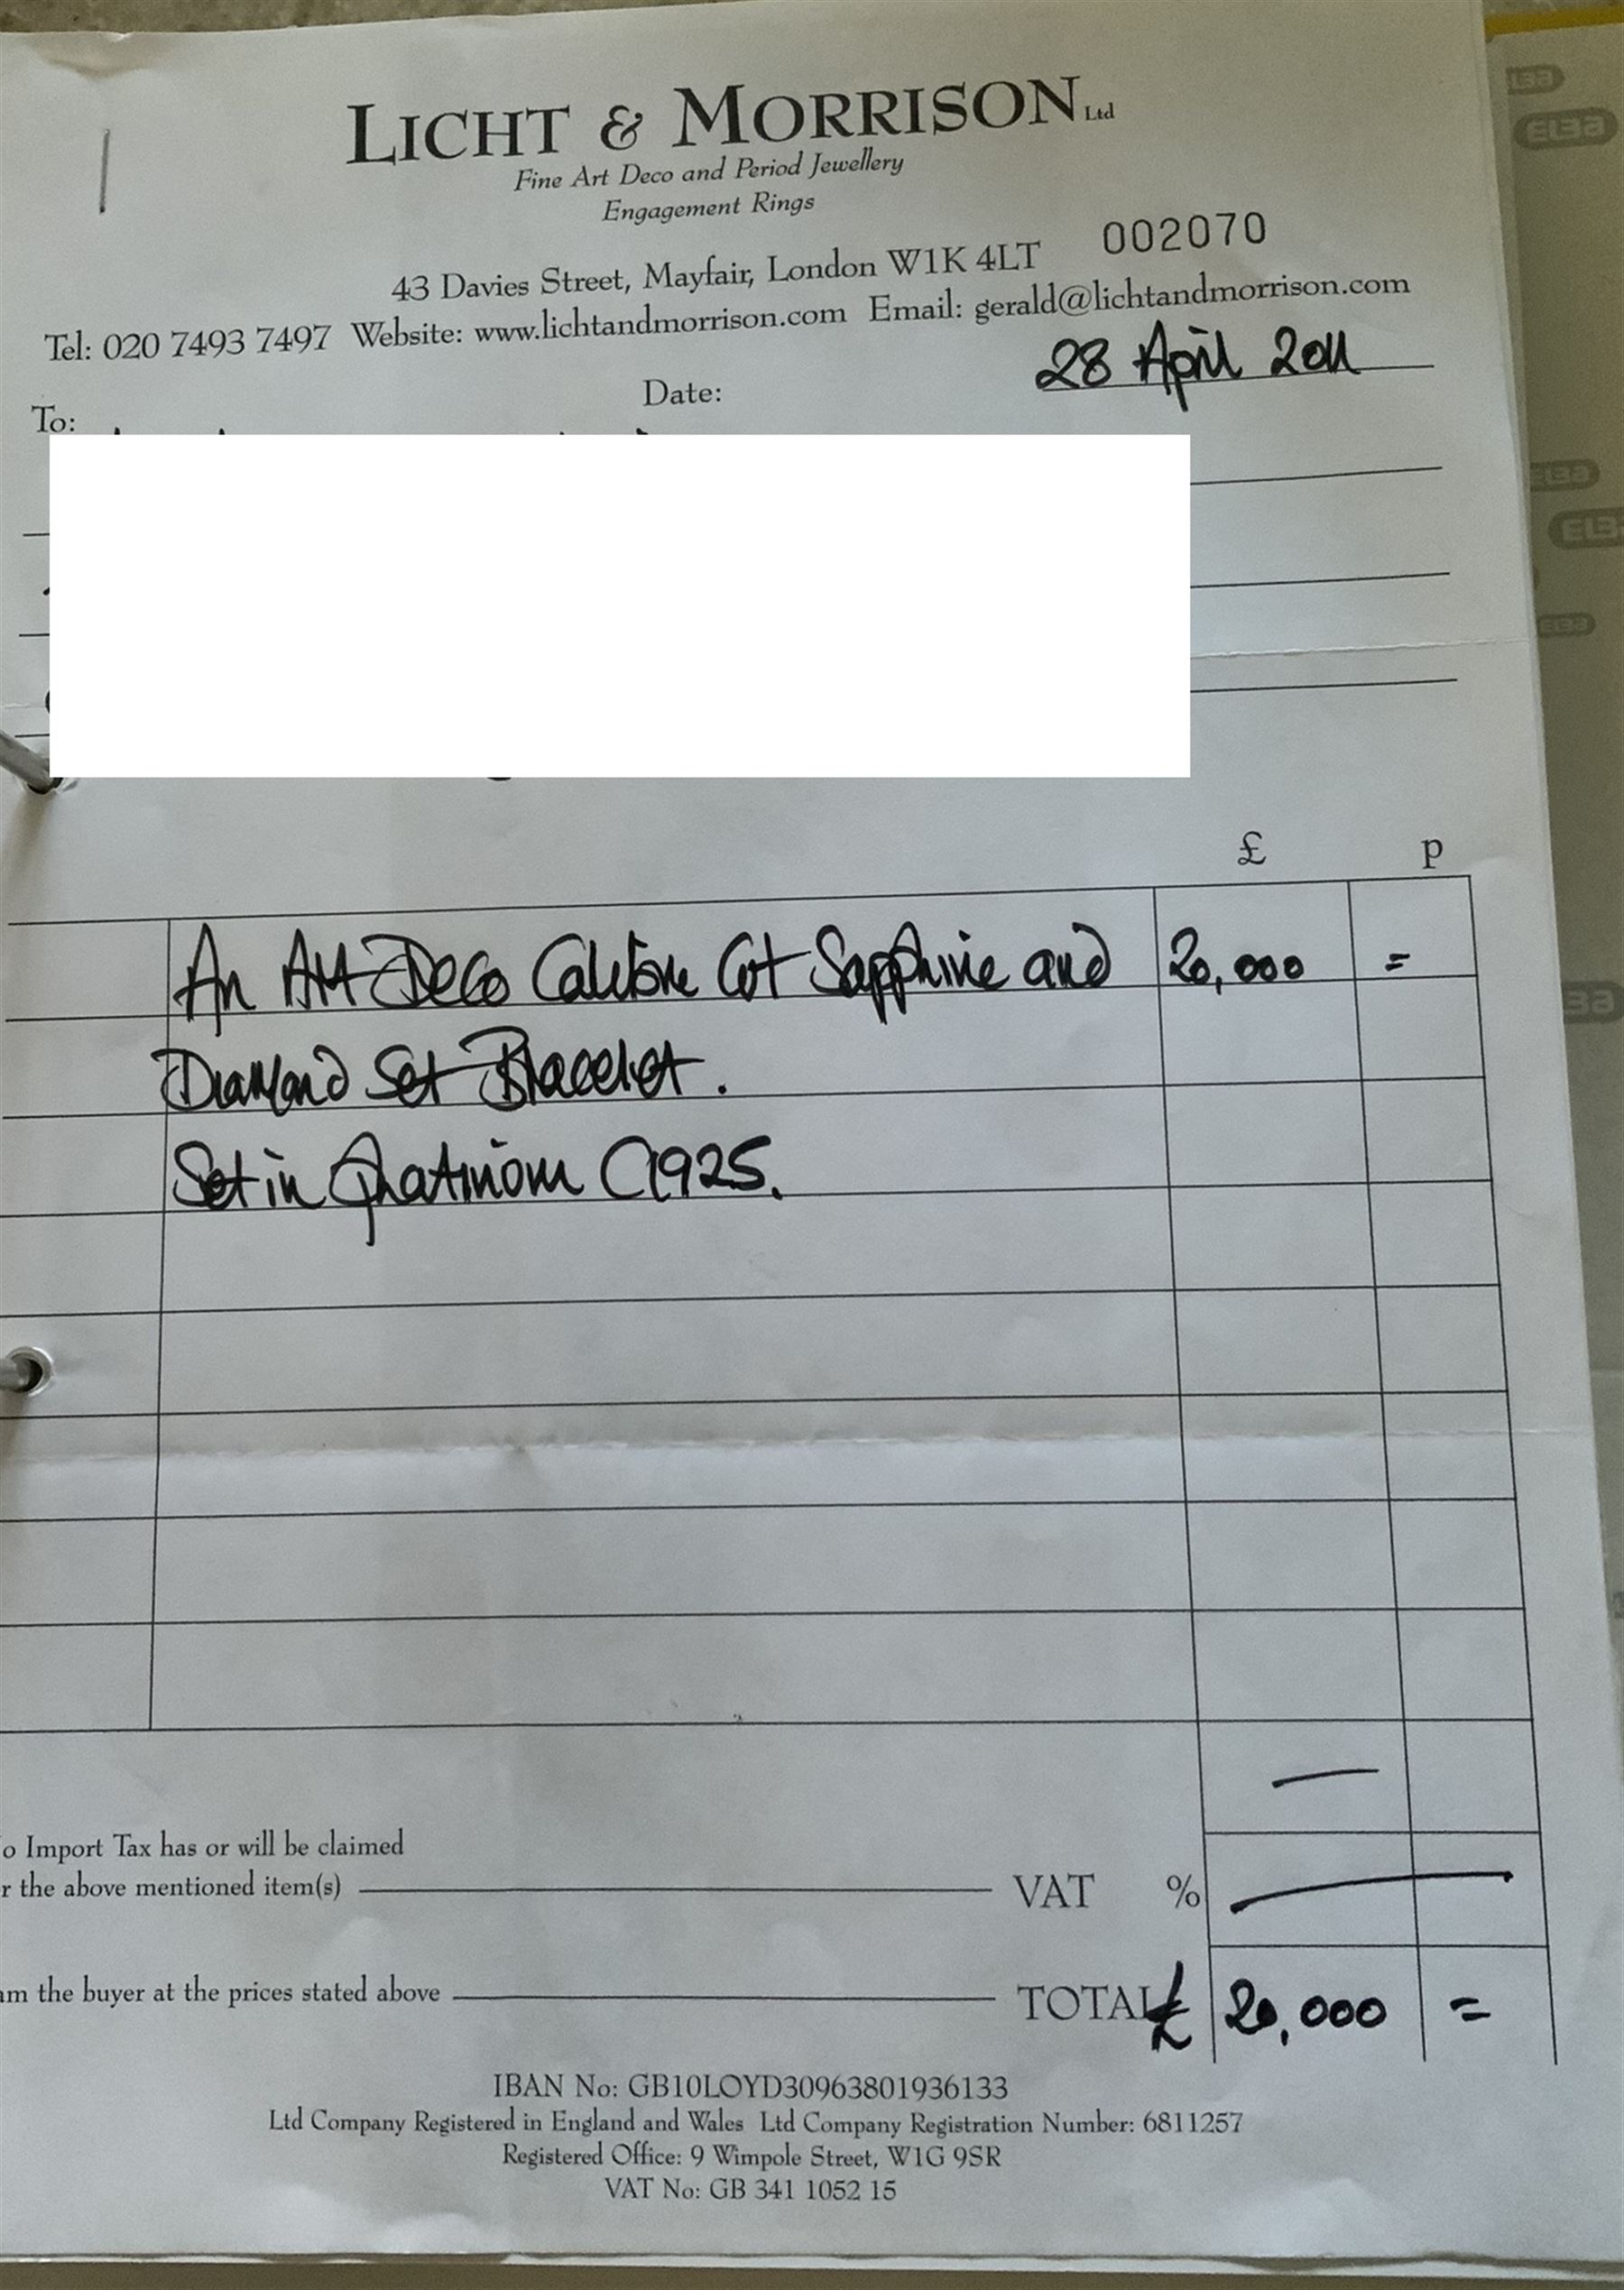 LICHT & MORRISON Ltd
Fine Art Deco and Period Jewellery
Engagement Rings
002070
43 Davies Street, Mayfair, London W1K 4LT
Tel: 020 7493 7497 Website: www.lichtandmorrison.com Email: gerald@lichtandmorrison.com
Date: 28 April 2011
To:
£ p
An Art Deco Calibre Cut Sapphire and 20,000 =
Diamond Set Bracelet.
Set in Platinum C1925.
o Import Tax has or will be claimed
r the above mentioned item(s)
VAT %
am the buyer at the prices stated above
TOTAL £ 20,000 =
IBAN No: GB10LOYD30963801936133
Ltd Company Registered in England and Wales Ltd Company Registration Number: 6811257
Registered Office: 9 Wimpole Street, W1G 9SR
VAT No: GB 341 1052 15
ELBA
ELBA
ELBA
ELBA
ELBA